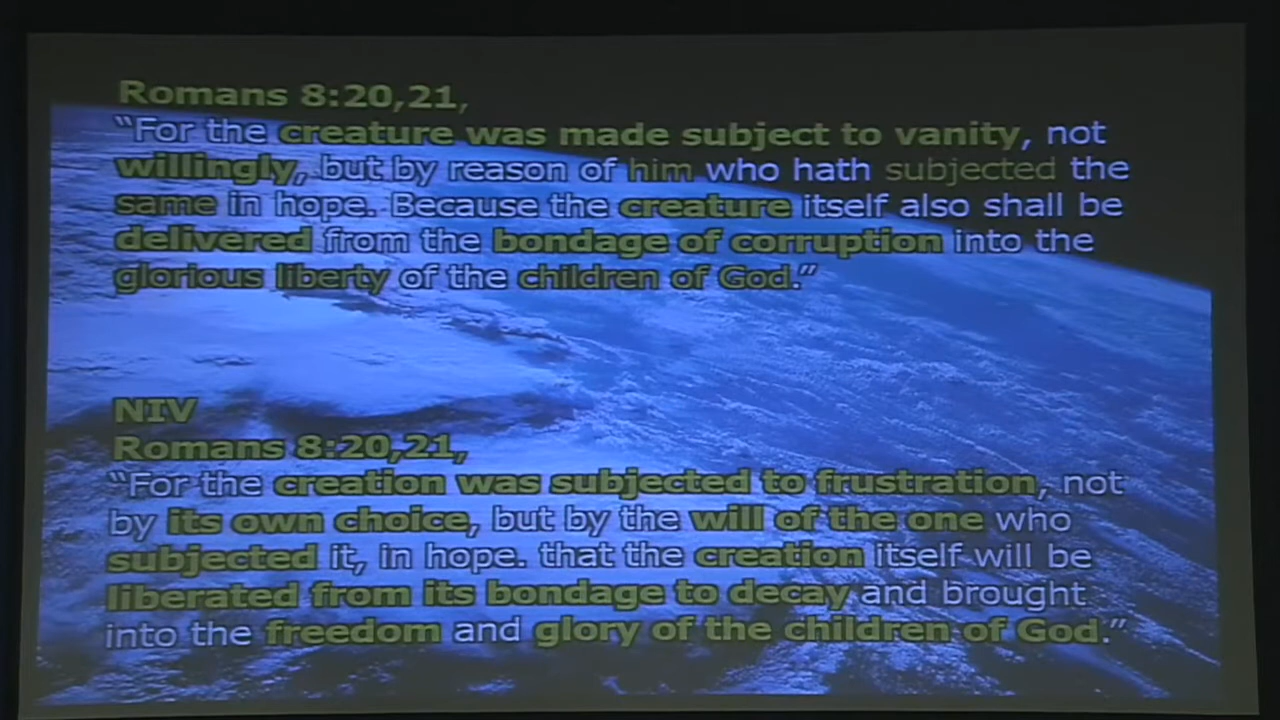 Romans 8:20,21,
“For the creature was made subject to vanity, not
willingly, but by reason of him who hath subjected the
same in hope. Because the creature itself also shall be
delivered from the bondage of corruption into the
glorious liberty of the children of God.”
NIV
Romans 8:20,21,
“For the creation was subjected to frustration, not
by its own choice, but by the will of the one who
subjected it, in hope. that the creation itself will be
liberated from its bondage to decay and brought
into the freedom and glory of the children of God.”